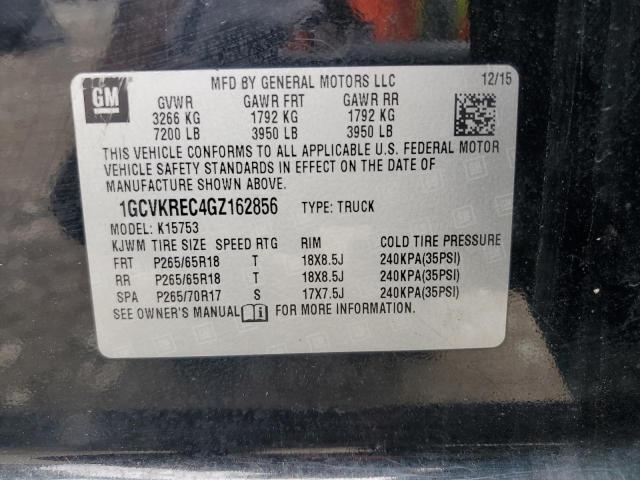 GM
MFD BY GENERAL MOTORS LLC 12/15
GVWR GAWR FRT GAWR RR
3266 KG 1792 KG 1792 KG
7200 LB 3950 LB 3950 LB
THIS VEHICLE CONFORMS TO ALL APPLICABLE U.S. FEDERAL MOTOR
VEHICLE SAFETY STANDARDS IN EFFECT ON THE DATE OF
MANUFACTURE SHOWN ABOVE.
1GCVKREC4GZ162856 TYPE: TRUCK
MODEL: K15753
KJWM TIRE SIZE SPEED RTG RIM COLD TIRE PRESSURE
FRT P265/65R18 T 18X8.5J 240KPA(35PSI)
RR P265/65R18 T 18X8.5J 240KPA(35PSI)
SPA P265/70R17 S 17X7.5J 240KPA(35PSI)
SEE OWNER'S MANUAL FOR MORE INFORMATION.